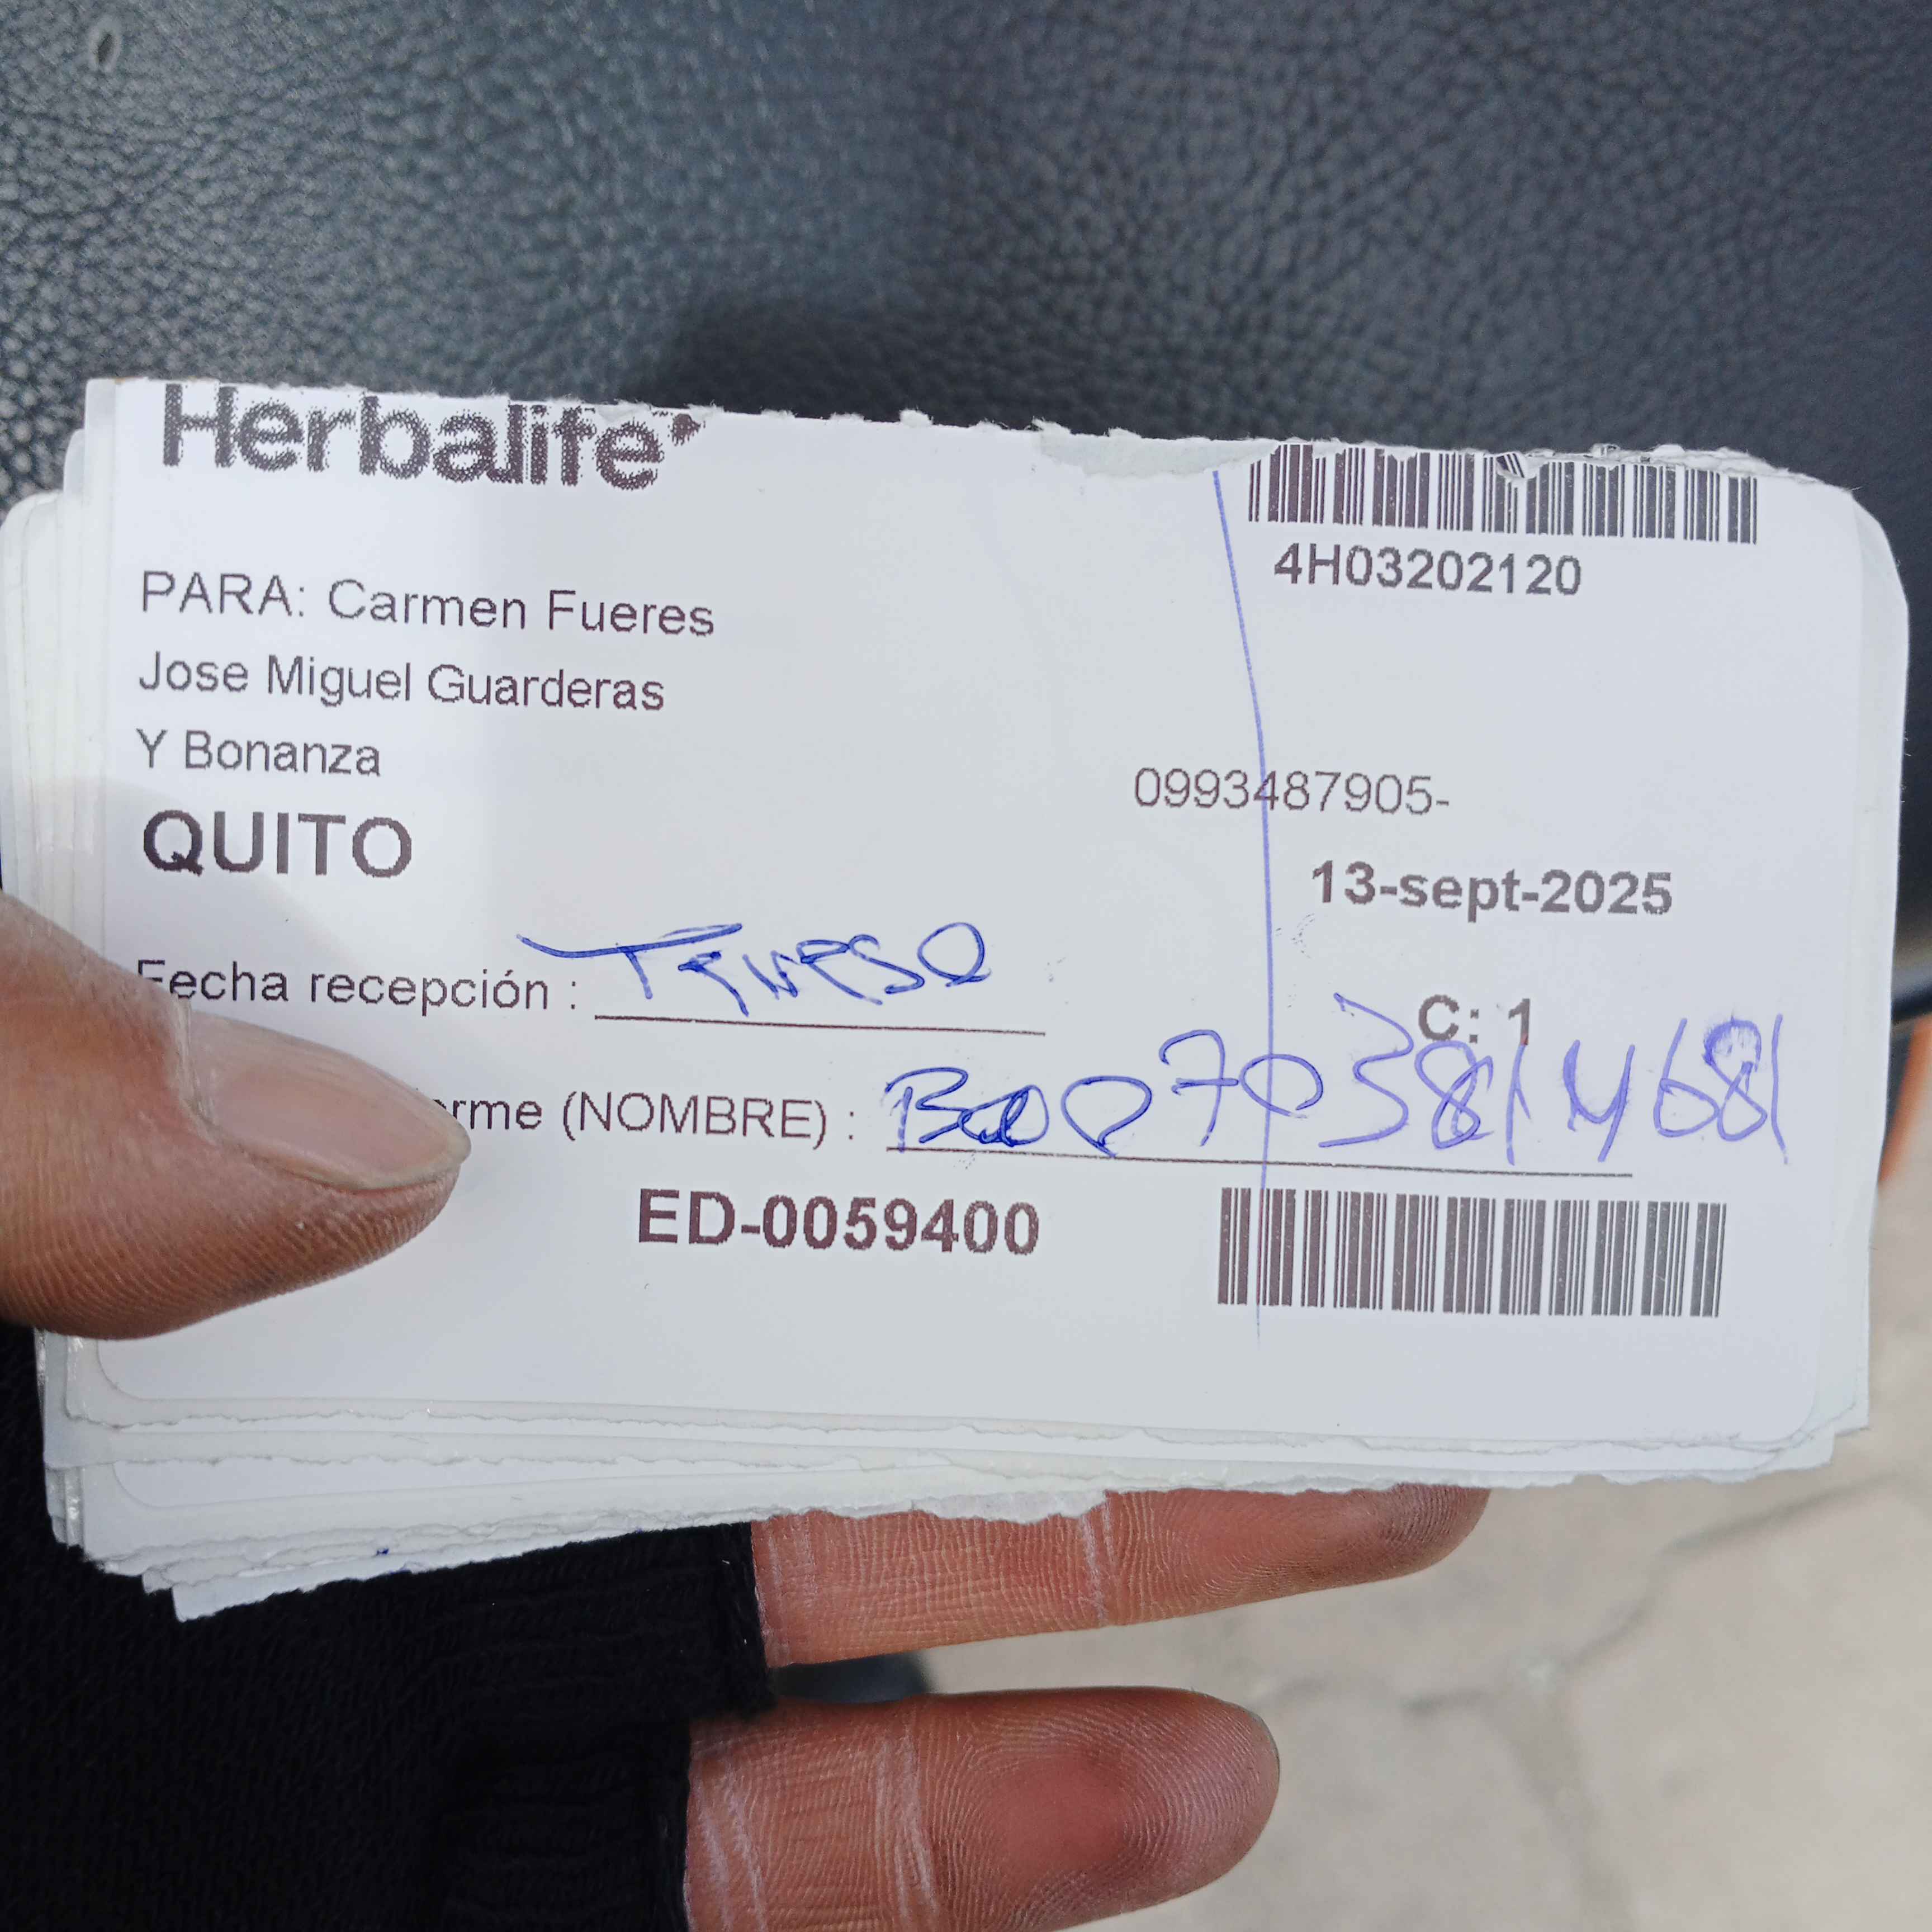 Herbalife
4H03202120
PARA: Carmen Fueres
Jose Miguel Guarderas
Y Bonanza
0993487905-
QUITO
13-sept-2025
Fecha recepción :
C: 1
orme (NOMBRE) :
ED-0059400